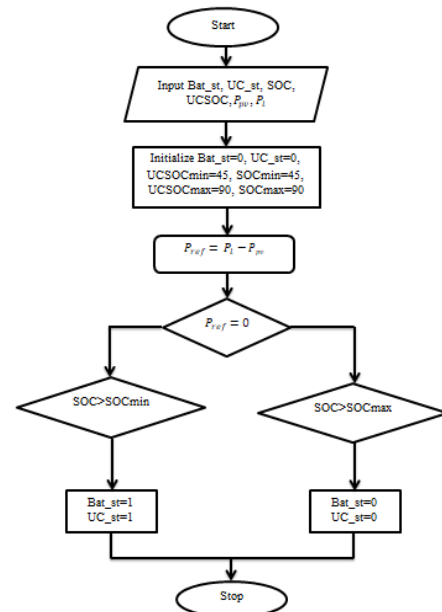 Start
Input Bat_st, UC_st, SOC,
UCSOC, P_pv, P_l
Initialize Bat_st=0, UC_st=0,
UCSOCmin=45, SOCmin=45,
UCSOCmax=90, SOCmax=90
P_ref = P_l − P_pv
P_ref = 0
SOC>SOCmin
SOC>SOCmax
Bat_st=1
UC_st=1
Bat_st=0
UC_st=0
Stop